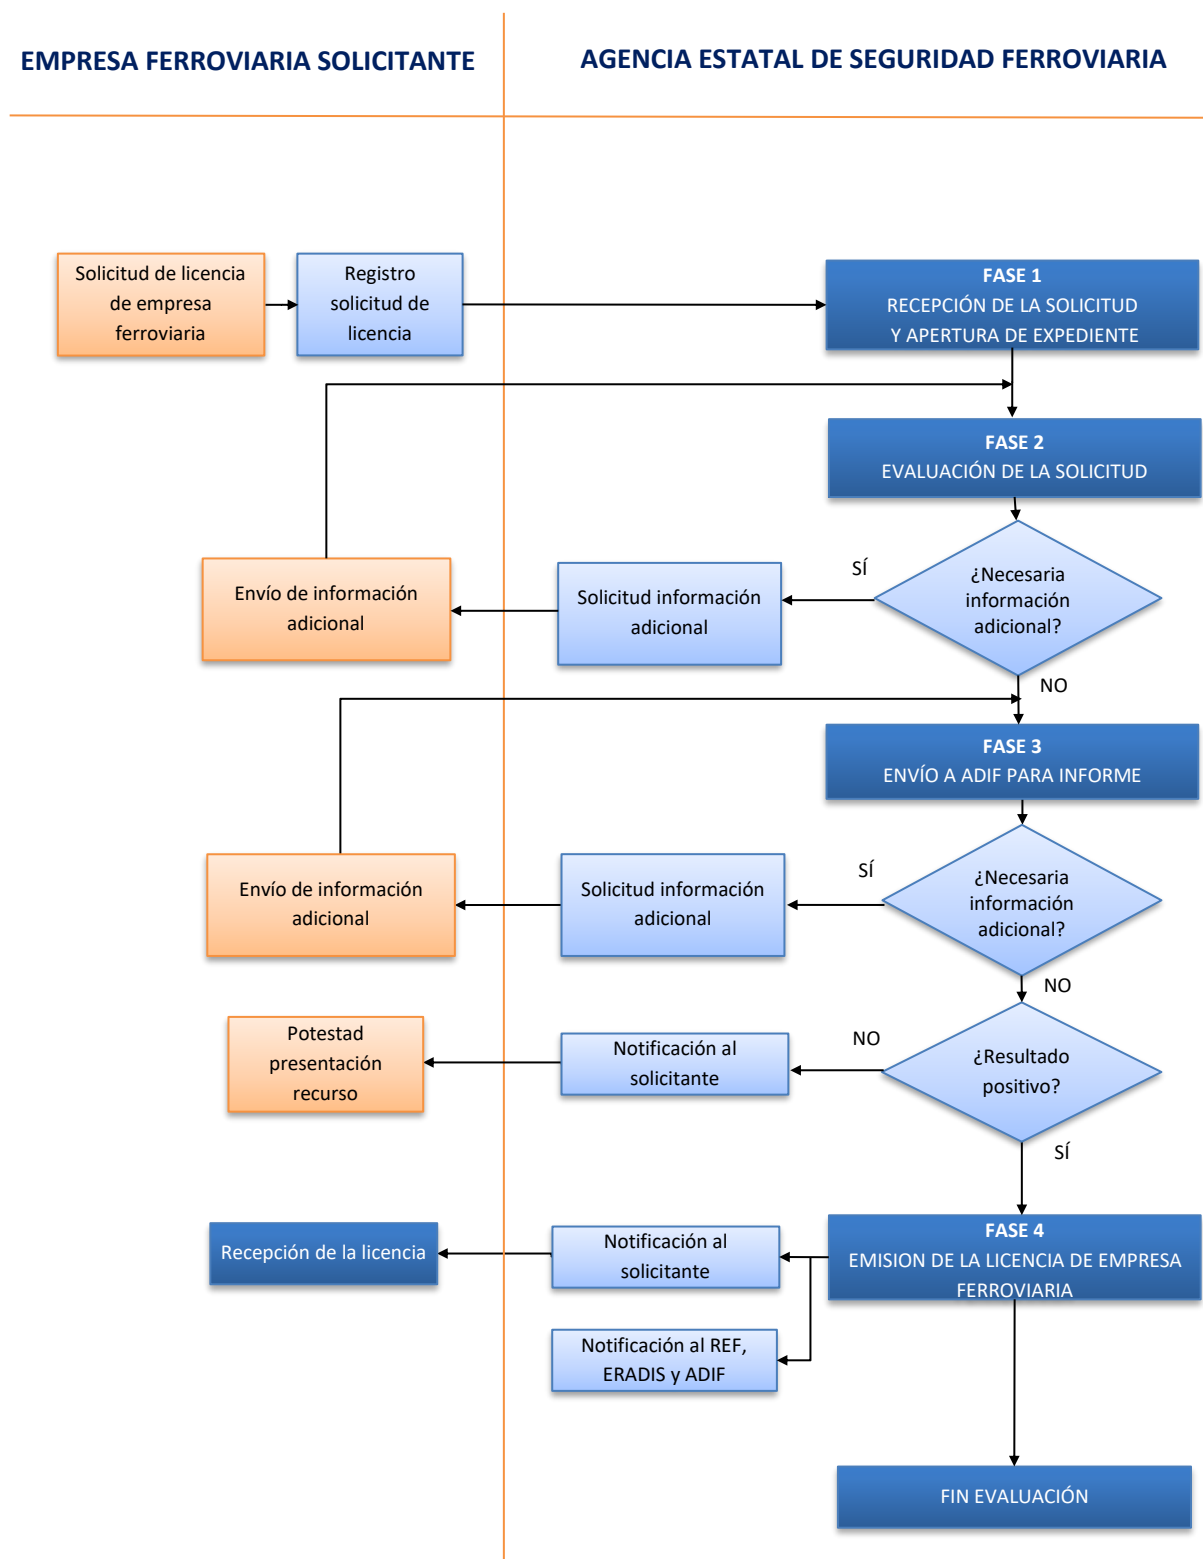 EMPRESA FERROVIARIA SOLICITANTE
AGENCIA ESTATAL DE SEGURIDAD FERROVIARIA
Solicitud de licencia
de empresa
ferroviaria
Registro
solicitud de
licencia
FASE 1
RECEPCIÓN DE LA SOLICITUD
Y APERTURA DE EXPEDIENTE
FASE 2
EVALUACIÓN DE LA SOLICITUD
¿Necesaria
información
adicional?
SÍ
Solicitud información
adicional
Envío de información
adicional
NO
FASE 3
ENVÍO A ADIF PARA INFORME
¿Necesaria
información
adicional?
SÍ
Solicitud información
adicional
Envío de información
adicional
NO
¿Resultado
positivo?
NO
Notificación al
solicitante
Potestad
presentación
recurso
SÍ
FASE 4
EMISION DE LA LICENCIA DE EMPRESA
FERROVIARIA
Notificación al
solicitante
Recepción de la licencia
Notificación al REF,
ERADIS y ADIF
FIN EVALUACIÓN